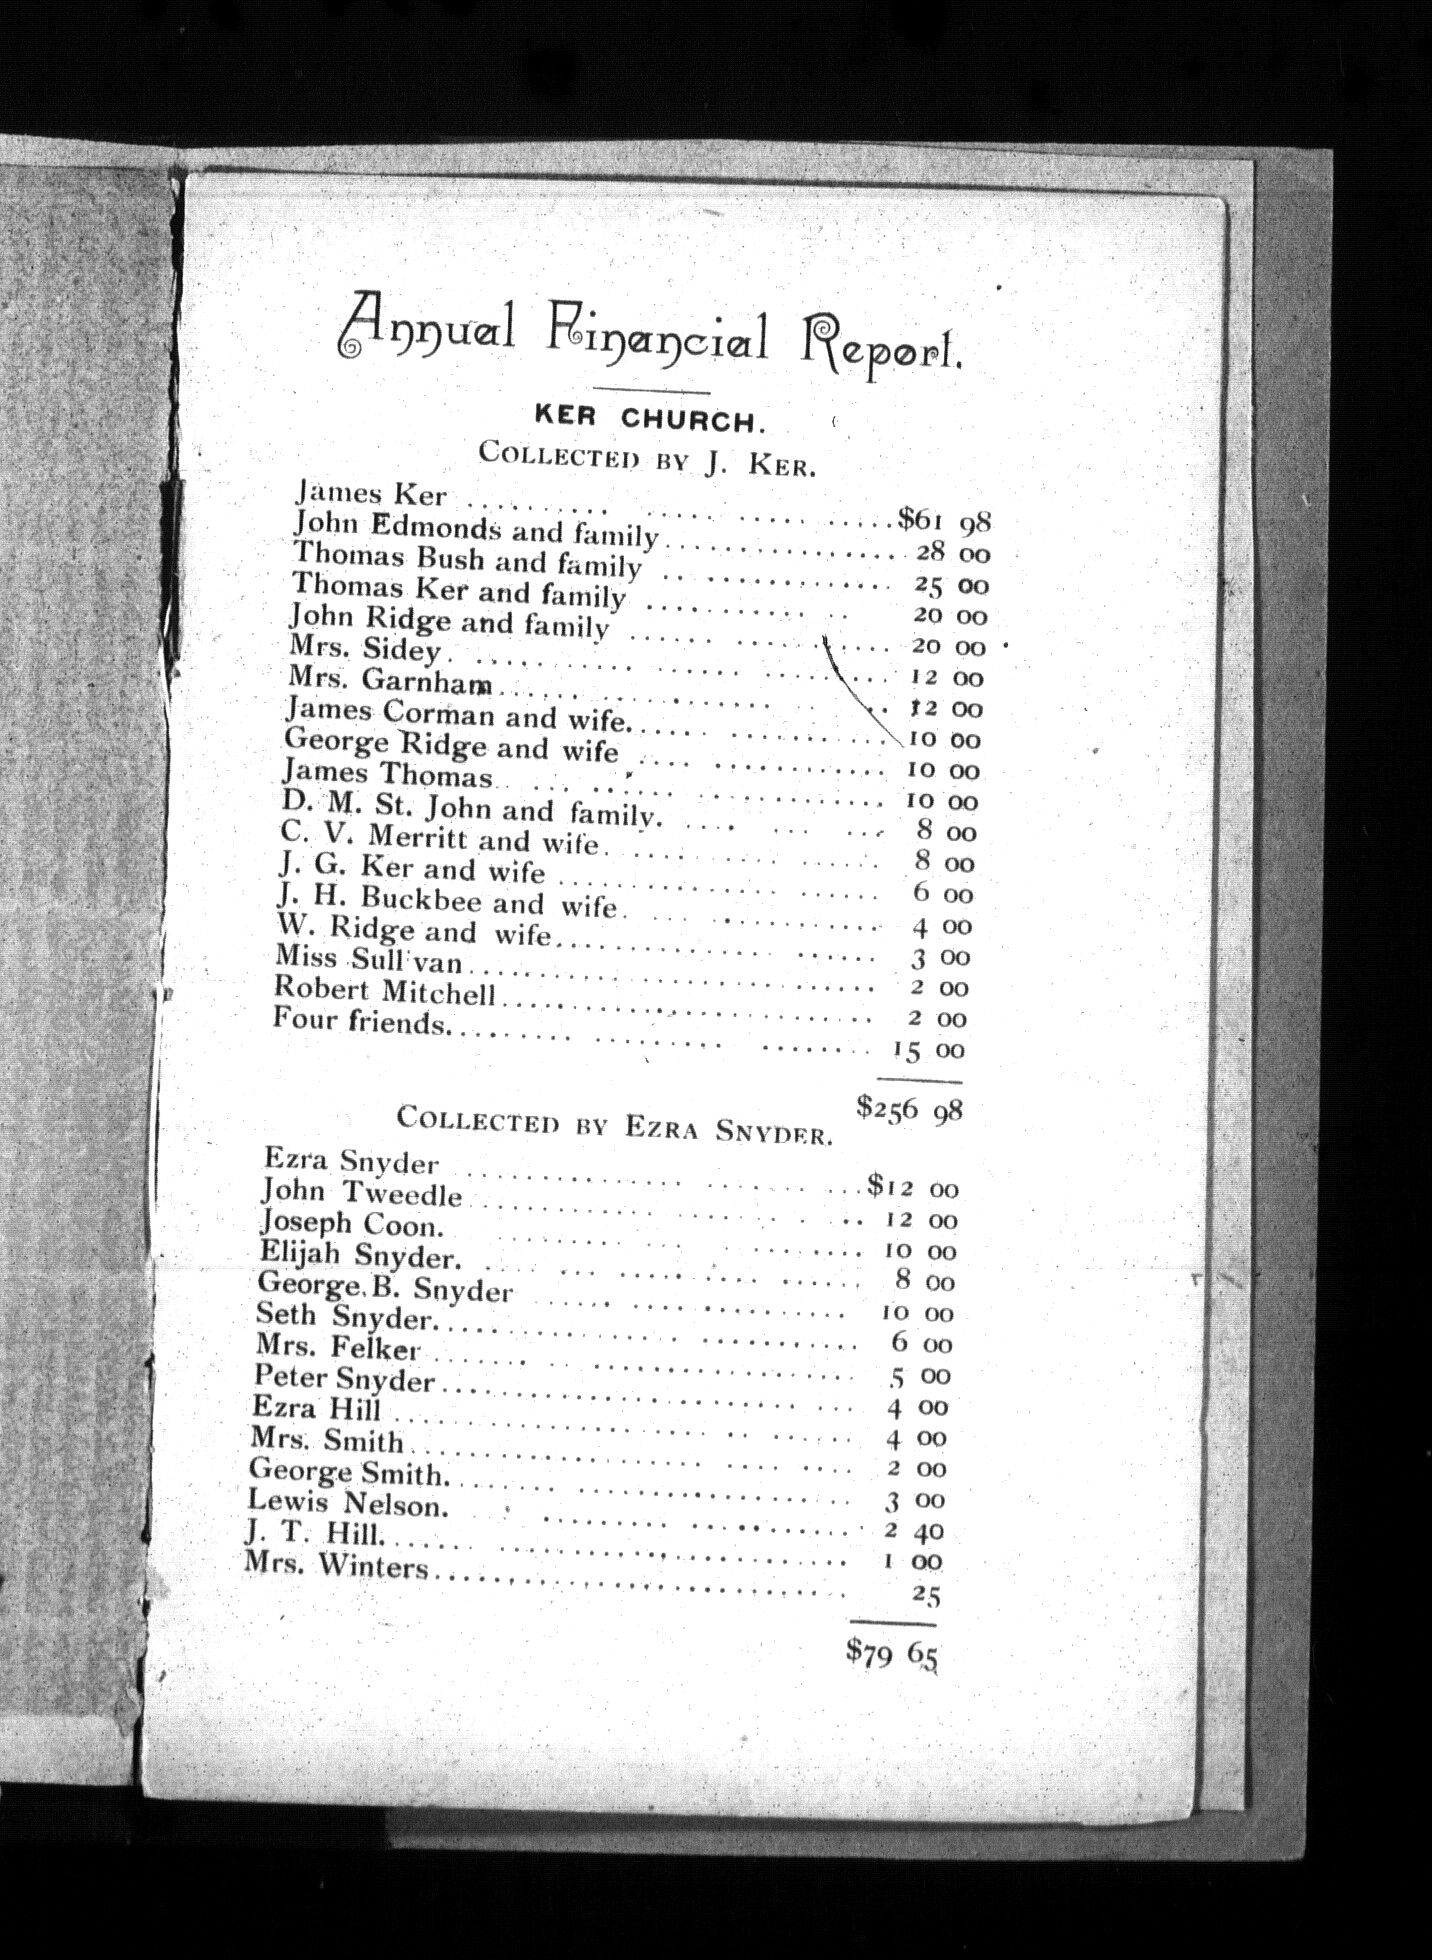 Annual Financial Report.
KER CHURCH.
COLLECTED BY J. KER.
James Ker .......... ..... ..... .....$61 98
John Edmonds and family................. 28 00
Thomas Bush and family .. ............. 25 00
Thomas Ker and family ........... .. 20 00
John Ridge and family ...... ........... 20 00
Mrs. Sidey. ........... ...... ......... 12 00
Mrs. Garnham...... ........... .. 12 00
James Corman and wife....... ............ 10 00
George Ridge and wife .... ............ 10 00
James Thomas ... ...... ............. 10 00
D. M. St. John and family. .... ... ... 8 00
C. V. Merritt and wife. .... .... ...... 8 00
J. G. Ker and wife ............... ...... 6 00
J. H. Buckbee and wife. ... ........... 4 00
W. Ridge and wife............... ...... 3 00
Miss Sull'van............................ 2 00
Robert Mitchell.......................... 2 00
Four friends......... ......... ........ 15 00
$256 98
COLLECTED BY EZRA SNYDER.
Ezra Snyder ............... .... ...$12 00
John Tweedle............. ...... . .. 12 00
Joseph Coon. .......... ... ........ 10 00
Elijah Snyder. .... ... ......... ...... 8 00
George. B. Snyder ..... .... .......... 10 00
Seth Snyder................ ........... 6 00
Mrs. Felker ....... .. .................. 5 00
Peter Snyder.......................... ... 4 00
Ezra Hill ..................... .. ...... 4 00
Mrs. Smith.................... .... .... 2 00
George Smith........ ................... 3 00
Lewis Nelson. ......... ............ 2 40
J. T. Hill....... ........................ 1 00
Mrs. Winters............................ 25
$79 65